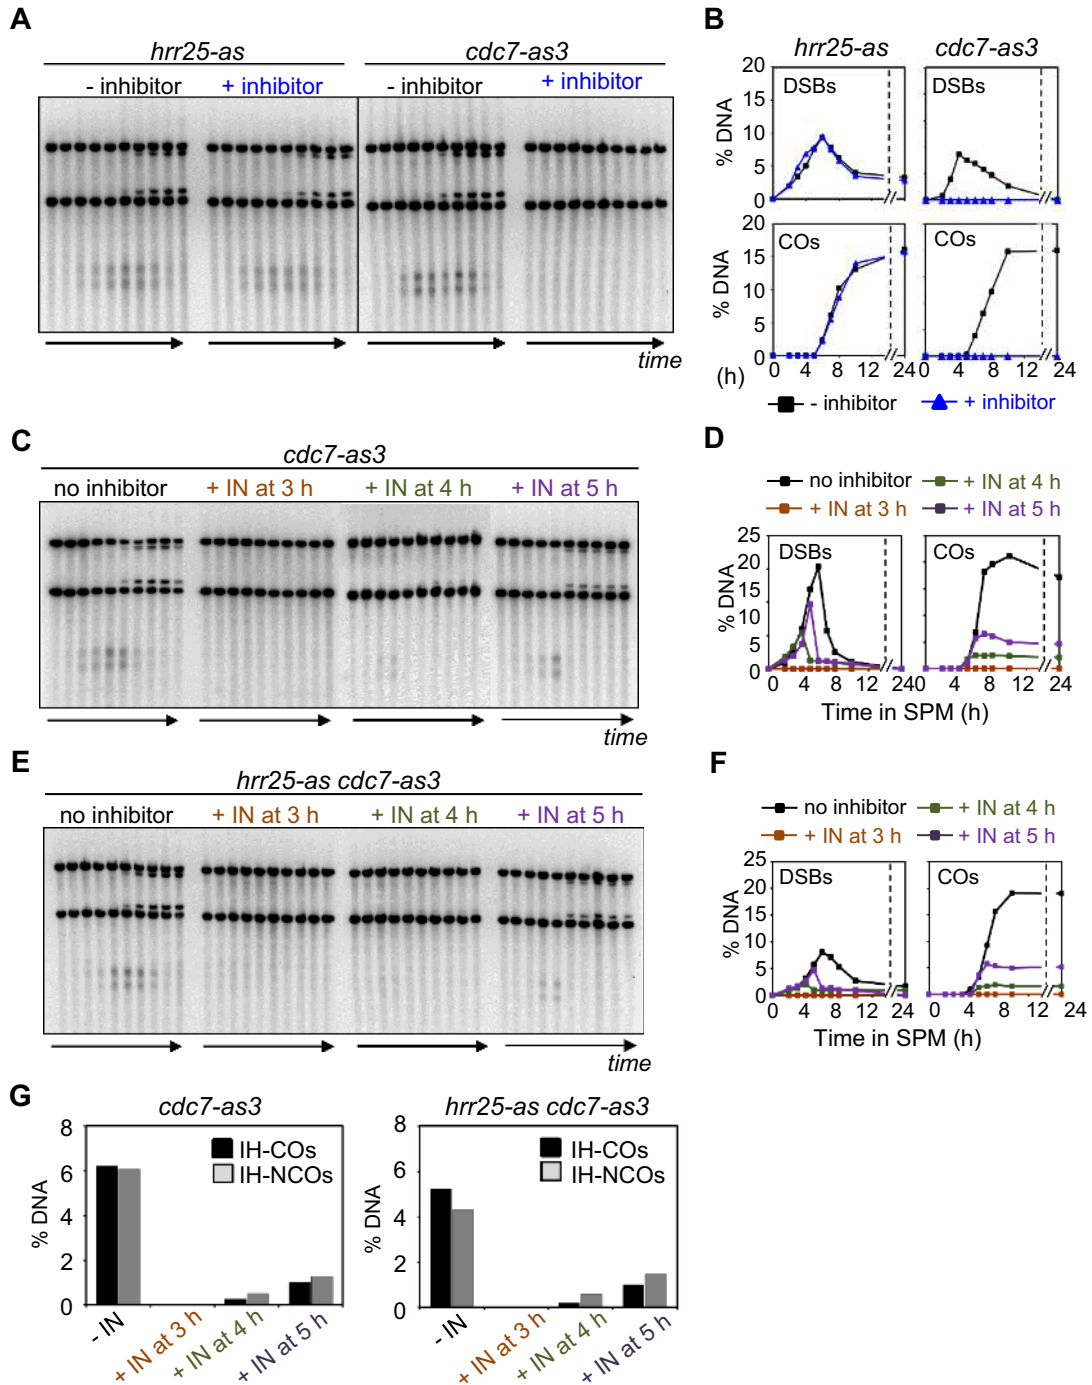 A
hrr25-as
cdc7-as3
- inhibitor
+ inhibitor
- inhibitor
+ inhibitor
time
B
hrr25-as
cdc7-as3
20
15
10
5
0
% DNA
DSBs
DSBs
20
15
10
5
0
% DNA
COs
COs
(h)
0
4
8
12
24
0
4
8
12
24
- inhibitor
+ inhibitor
C
cdc7-as3
no inhibitor
+ IN at 3 h
+ IN at 4 h
+ IN at 5 h
time
D
no inhibitor
+ IN at 4 h
+ IN at 3 h
+ IN at 5 h
25
20
15
10
5
0
% DNA
DSBs
COs
0
4
8
12
24
0
4
8
12
24
Time in SPM (h)
E
hrr25-as cdc7-as3
no inhibitor
+ IN at 3 h
+ IN at 4 h
+ IN at 5 h
time
F
no inhibitor
+ IN at 4 h
+ IN at 3 h
+ IN at 5 h
25
20
15
10
5
0
% DNA
DSBs
COs
0
4
8
12
24
0
4
8
12
24
Time in SPM (h)
G
cdc7-as3
8
6
4
2
0
% DNA
IH-COs
IH-NCOs
- IN
+ IN at 3 h
+ IN at 4 h
+ IN at 5 h
hrr25-as cdc7-as3
8
6
4
2
0
% DNA
IH-COs
IH-NCOs
- IN
+ IN at 3 h
+ IN at 4 h
+ IN at 5 h